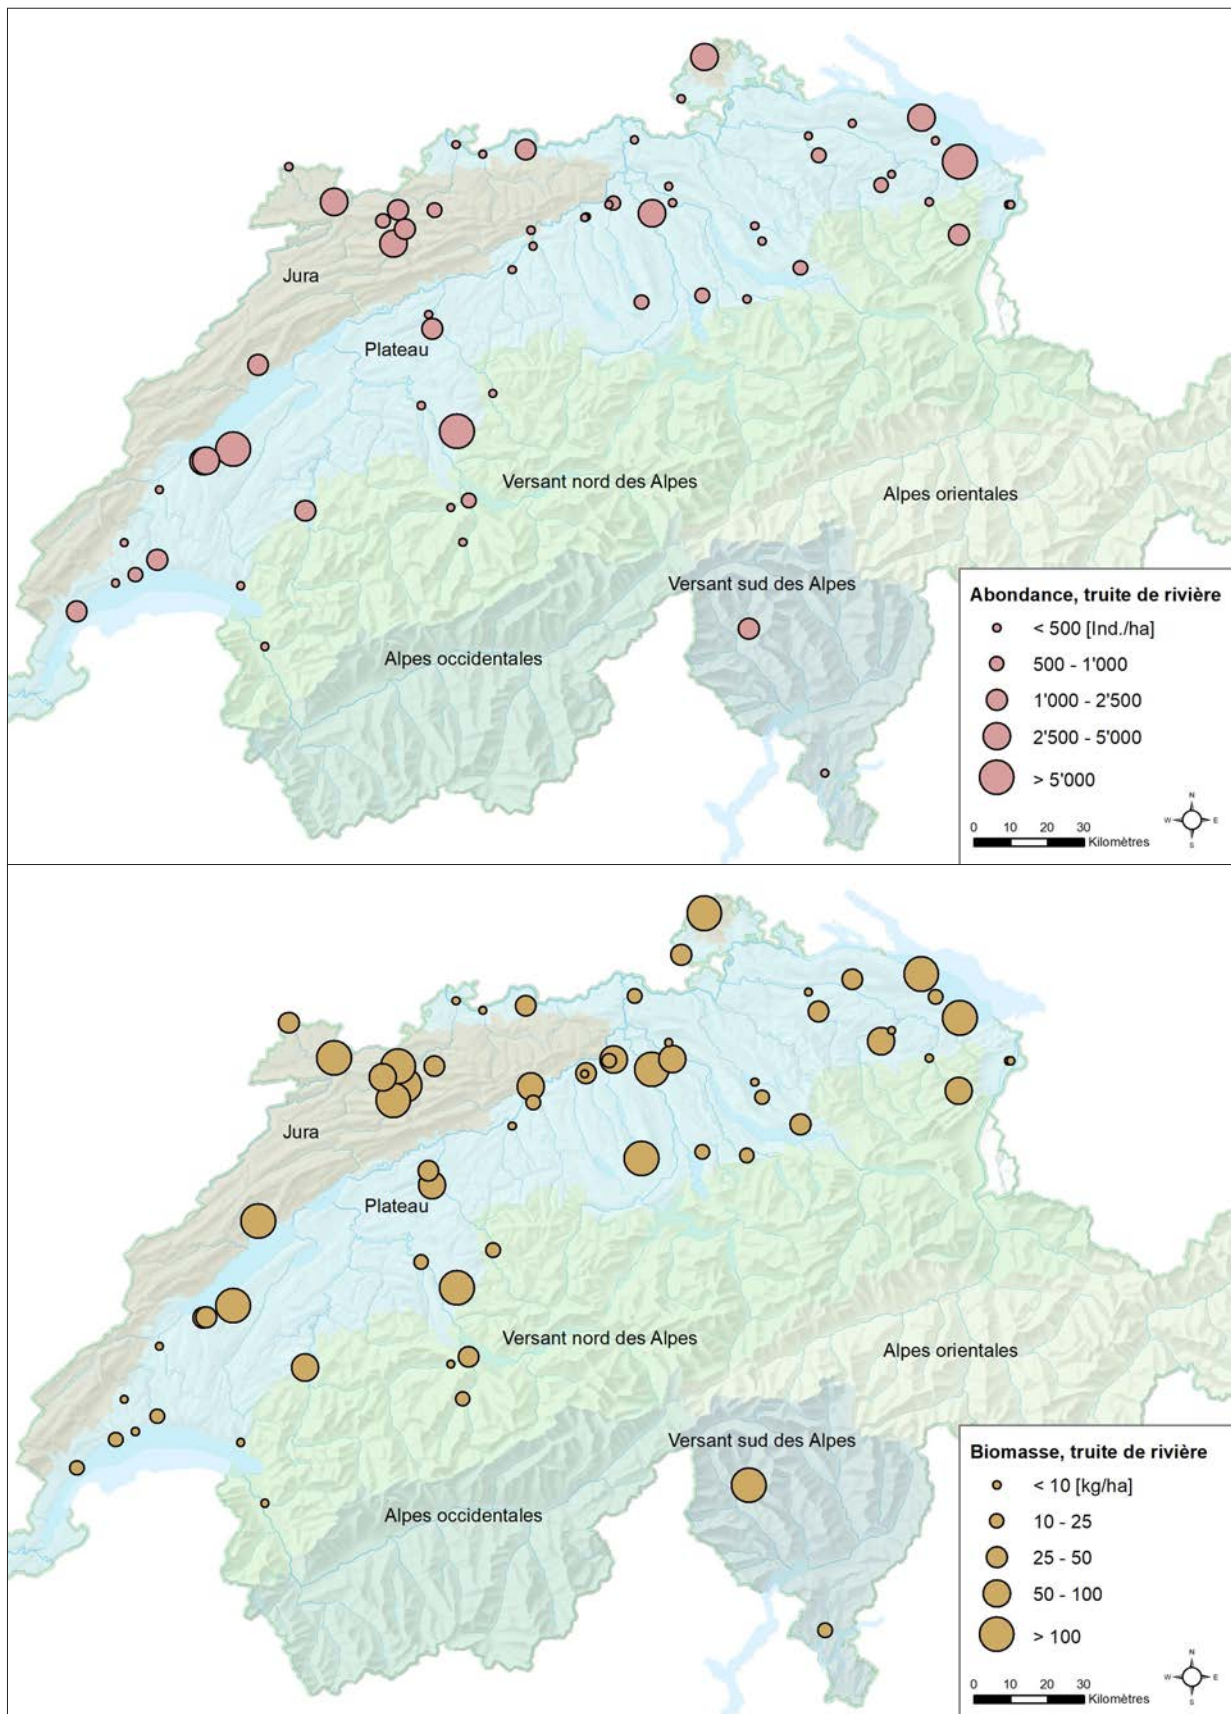 Jura
Plateau
Versant nord des Alpes
Alpes orientales
Versant sud des Alpes
Alpes occidentales
Abondance, truite de rivière
< 500 [Ind./ha]
500 - 1'000
1'000 - 2'500
2'500 - 5'000
> 5'000
N
W E
S
0 10 20 30
Kilomètres
Jura
Plateau
Versant nord des Alpes
Alpes orientales
Versant sud des Alpes
Alpes occidentales
Biomasse, truite de rivière
< 10 [kg/ha]
10 - 25
25 - 50
50 - 100
> 100
N
W E
S
0 10 20 30
Kilomètres